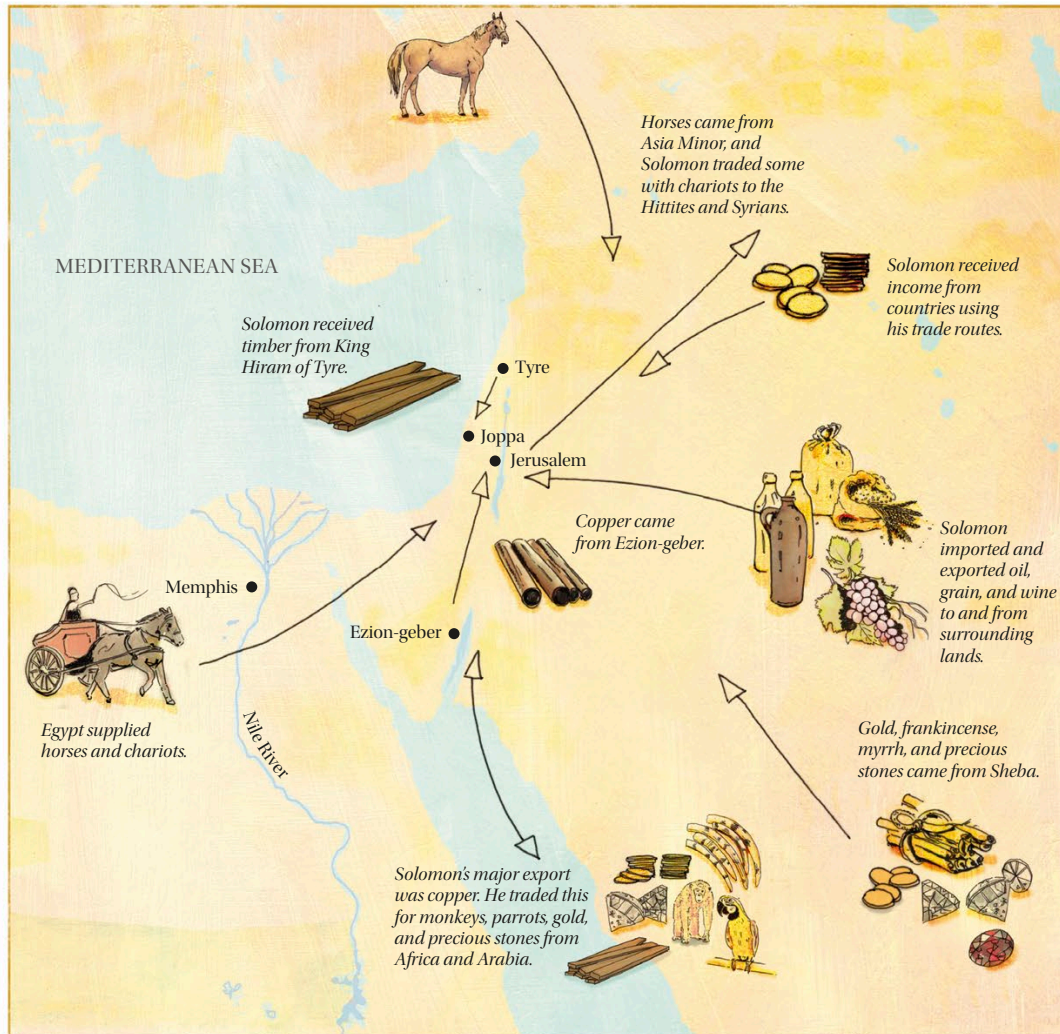 Horses came from
Asia Minor, and
Solomon traded some
with chariots to the
Hittites and Syrians.
MEDITERRANEAN SEA
Solomon received
income from
countries using
his trade routes.
Solomon received
timber from King
Hiram of Tyre.
Tyre
Joppa
Jerusalem
Copper came
from Ezion-geber.
Solomon
imported and
exported oil,
grain, and wine
to and from
surrounding
lands.
Memphis
Ezion-geber
Egypt supplied
horses and chariots.
Nile River
Gold, frankincense,
myrrh, and precious
stones came from Sheba.
Solomon's major export
was copper. He traded this
for monkeys, parrots, gold,
and precious stones from
Africa and Arabia.